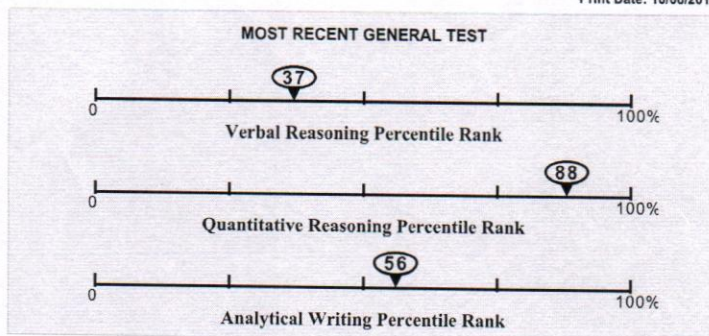 MOST RECENT GENERAL TEST
37
0 100%
Verbal Reasoning Percentile Rank
88
0 100%
Quantitative Reasoning Percentile Rank
56
0 100%
Analytical Writing Percentile Rank